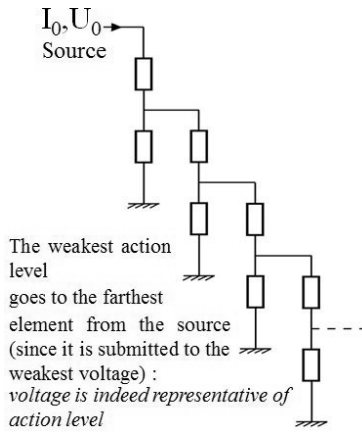 I0,U0
Source
The weakest action
level
goes to the farthest
element from the source
(since it is submitted to the
weakest voltage) :
voltage is indeed representative of
action level